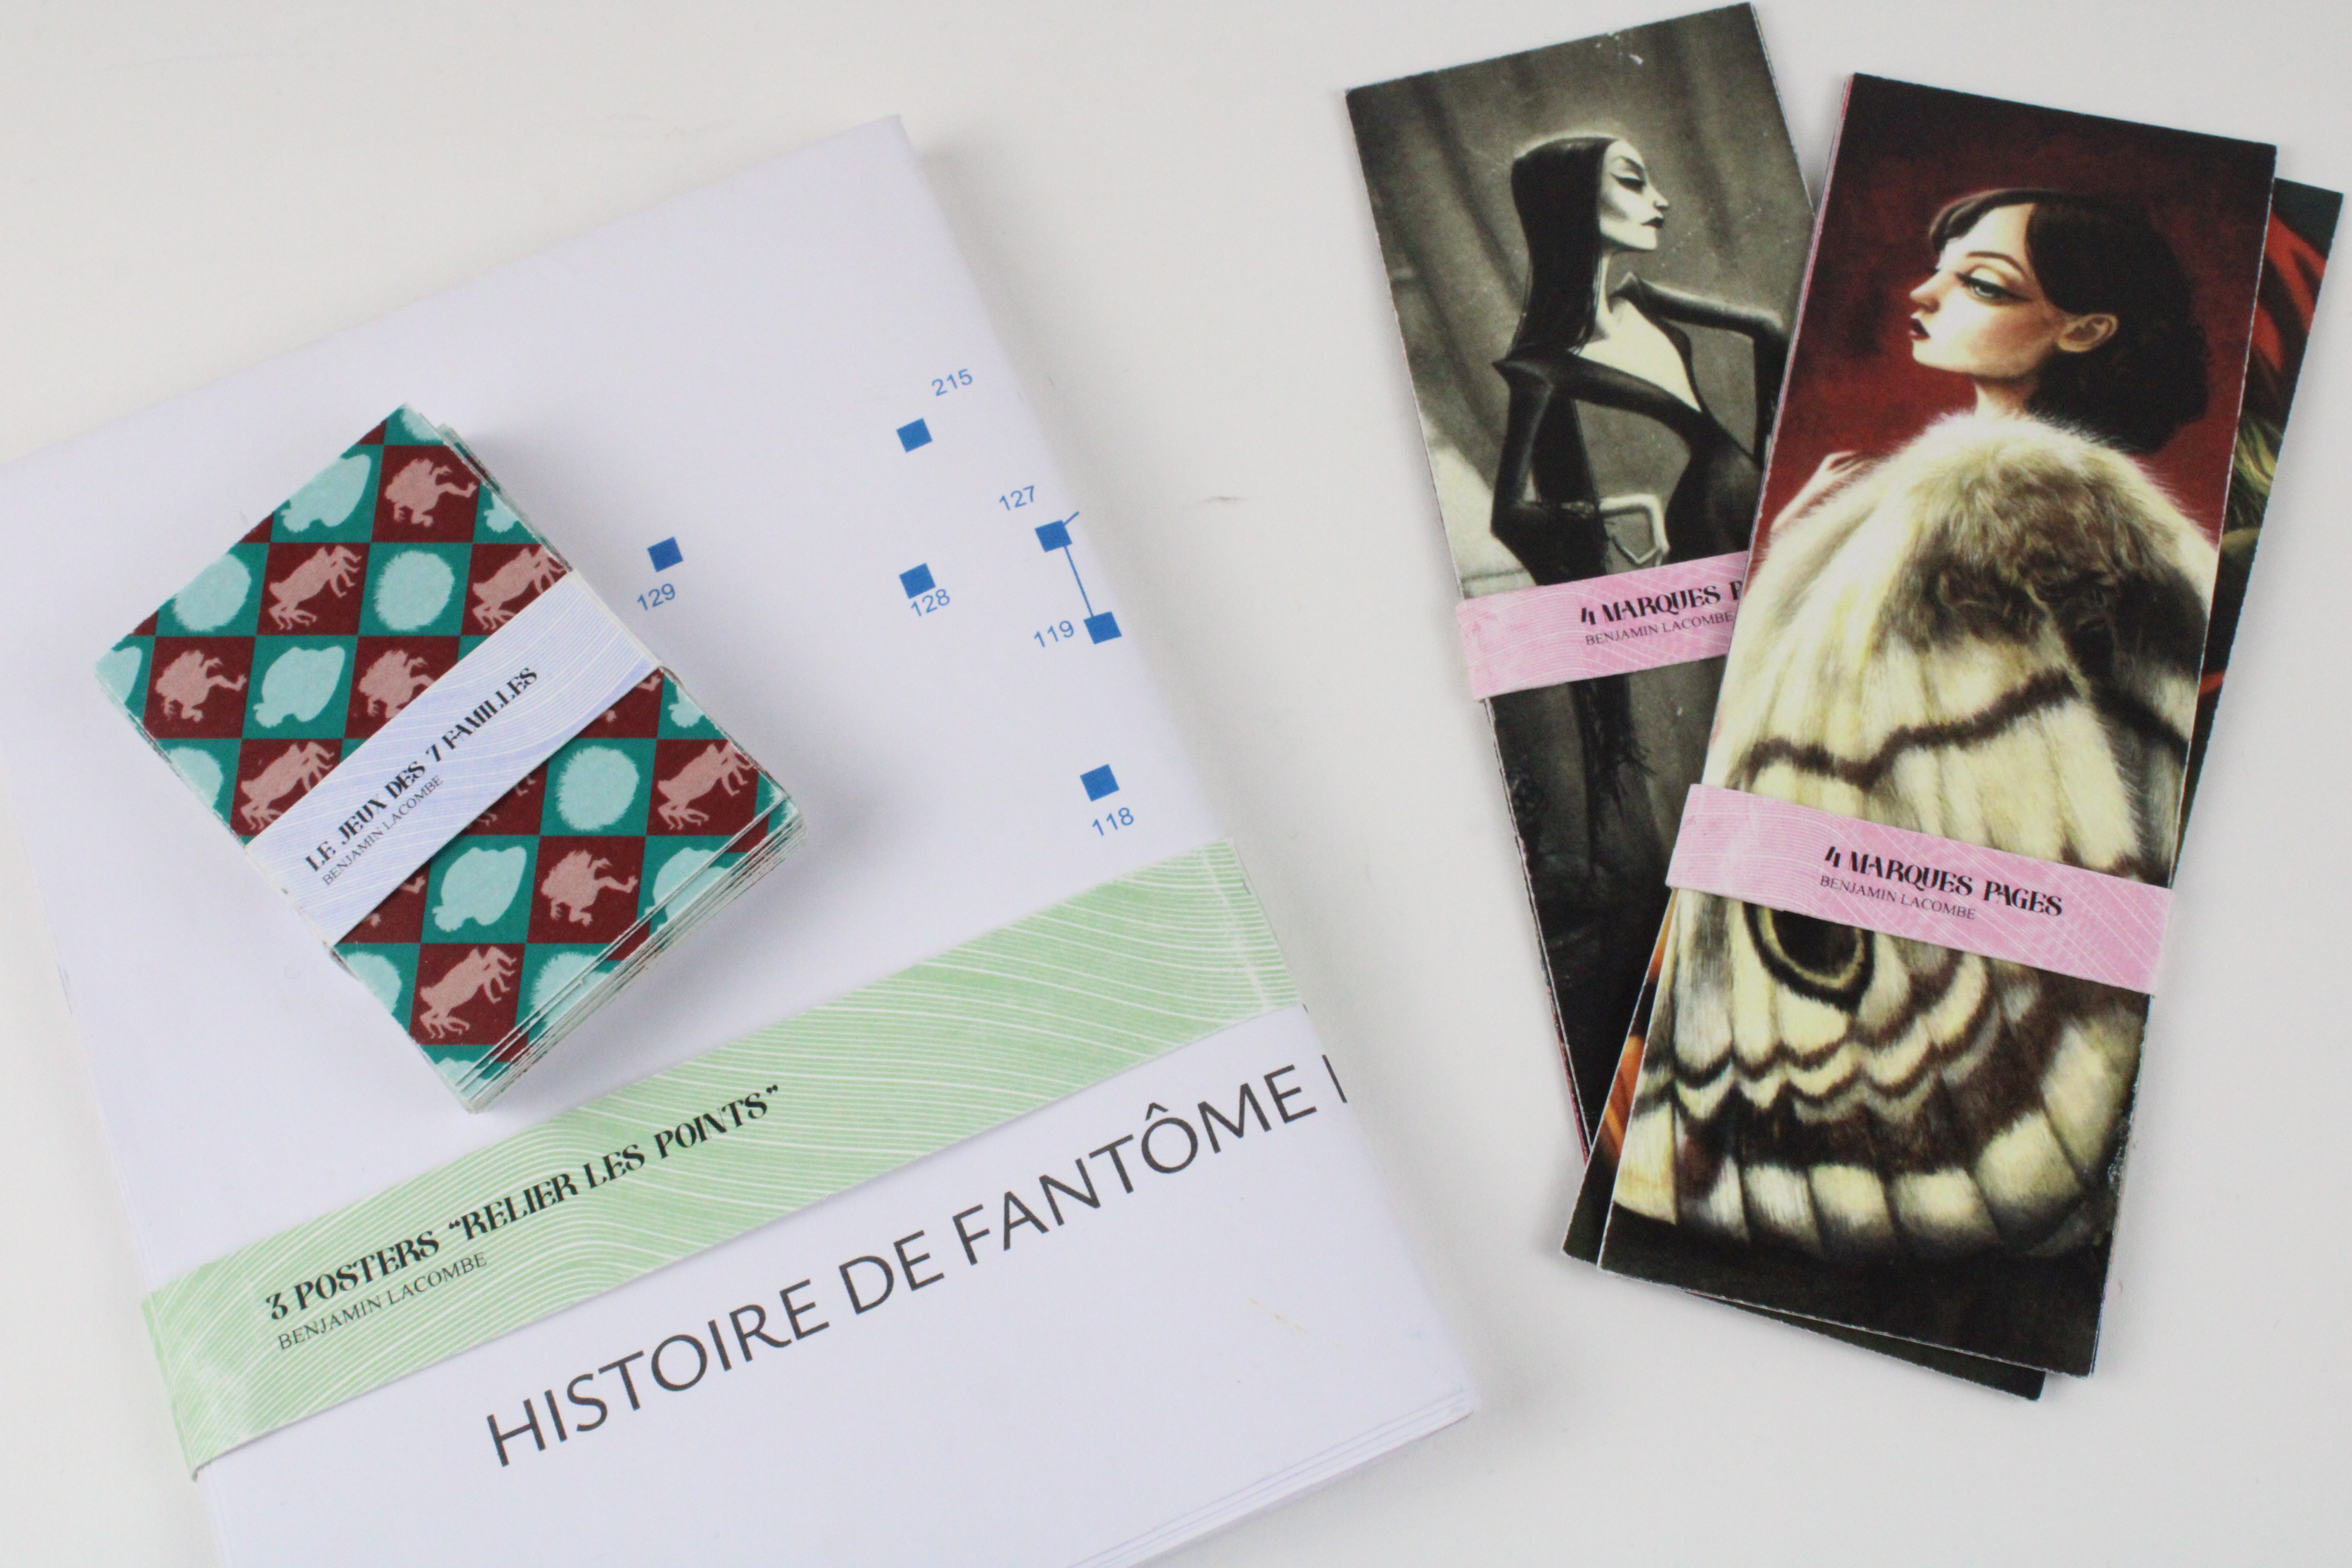 215
127
129
128
119
118
LE JEUX DES 7 FAMILLES
BENJAMIN LACOMBE
3 POSTERS “RELIER LES POINTS”
BENJAMIN LACOMBE
HISTOIRE DE FANTÔME
4 MARQUES P
BENJAMIN LACOMBE
4 MARQUES PAGES
BENJAMIN LACOMBE